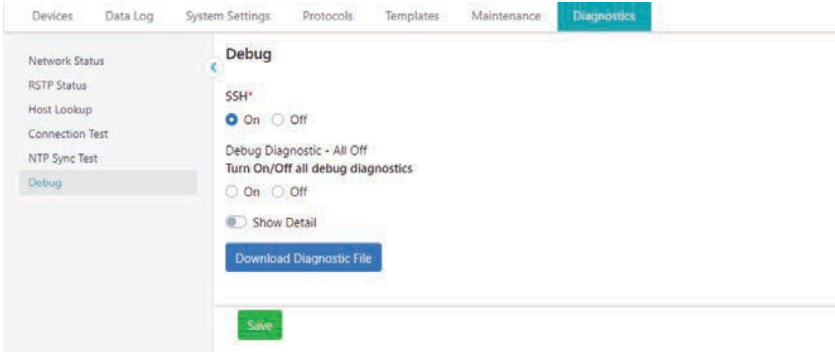 Devices Data Log System Settings Protocols Templates Maintenance Diagnostics
Network Status
RSTP Status
Host Lookup
Connection Test
NTP Sync Test
Debug
Debug
SSH*
On Off
Debug Diagnostic - All Off
Turn On/Off all debug diagnostics
On Off
Show Detail
Download Diagnostic File
Save